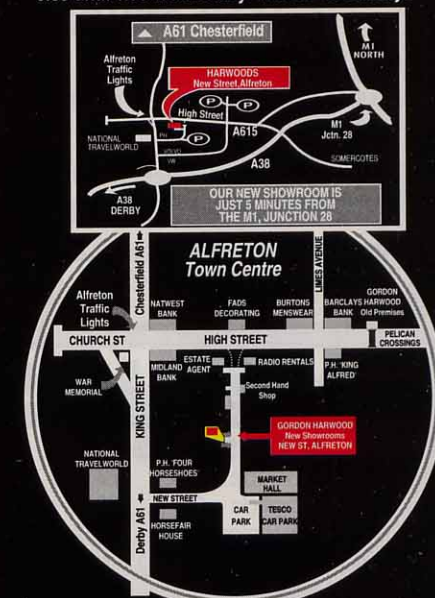 A61 Chesterfield
M1
NORTH
Alfreton
Traffic
Lights
HARWOODS
New Street, Alfreton
P
P
High Street
PH
P
A615
M1
Jctn. 28
NATIONAL
TRAVELWORLD
VOLVO
VW
A38
SOMERCOTES
A38
DERBY
OUR NEW SHOWROOM IS
JUST 5 MINUTES FROM
THE M1, JUNCTION 28
Chesterfield A61
ALFRETON
Town Centre
LIMES AVENUE
Alfreton
Traffic
Lights
NATWEST
BANK
FADS
DECORATING
BURTONS
MENSWEAR
BARCLAYS
BANK
GORDON
HARWOOD
Old Premises
CHURCH ST
HIGH STREET
PELICAN
CROSSINGS
WAR
MEMORIAL
KING STREET
MIDLAND
BANK
ESTATE
AGENT
RADIO RENTALS
P.H. 'KING
ALFRED'
Second Hand
Shop
GORDON HARWOOD
New Showrooms
NEW ST. ALFRETON
NATIONAL
TRAVELWORLD
P.H. 'FOUR
HORSESHOES'
MARKET
HALL
NEW STREET
CAR
PARK
TESCO
CAR PARK
HORSEFAIR
HOUSE
Derby A61